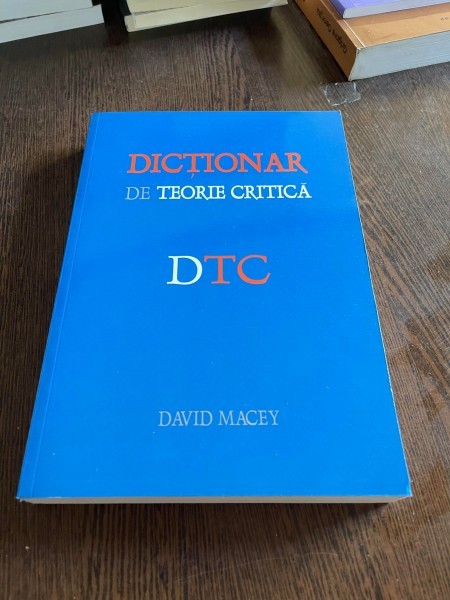 DICȚIONAR
DE TEORIE CRITICĂ
DTC
DAVID MACEY